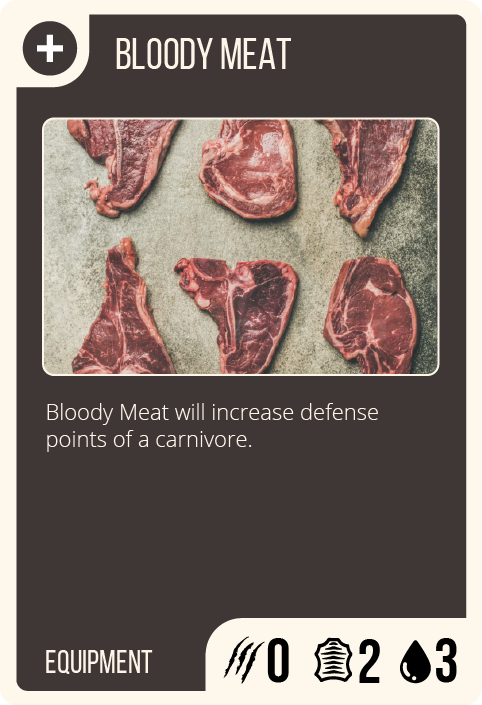 BLOODY MEAT
Bloody Meat will increase defense
points of a carnivore.
EQUIPMENT 0 2 3